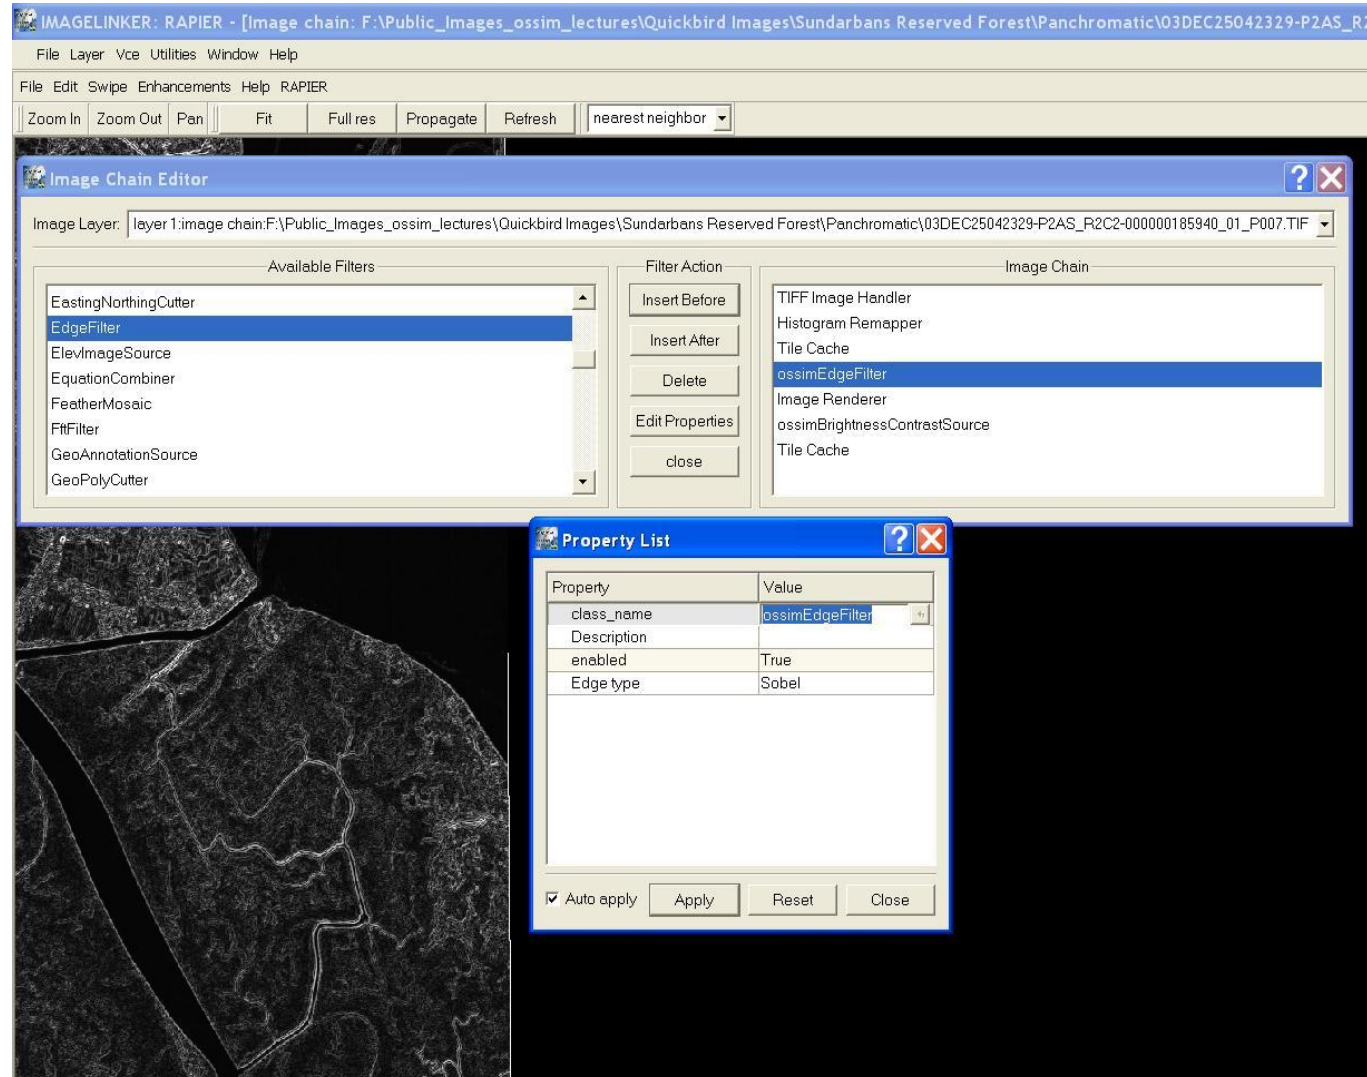 IMAGELINKER: RAPIER - [Image chain: F:\Public_Images_ossim_lectures\Quickbird Images\Sundarbans Reserved Forest\Panchromatic\03DEC25042329-P2AS_R2
File Layer Vce Utilities Window Help
File Edit Swipe Enhancements Help RAPIER
Zoom In Zoom Out Pan Fit Full res Propagate Refresh nearest neighbor
Image Chain Editor
Image Layer: layer 1:image chain:F:\Public_Images_ossim_lectures\Quickbird Images\Sundarbans Reserved Forest\Panchromatic\03DEC25042329-P2AS_R2C2-000000185940_01_P007.TIF
Available Filters
EastingNorthingCutter
EdgeFilter
ElevImageSource
EquationCombiner
FeatherMosaic
FftFilter
GeoAnnotationSource
GeoPolyCutter
Filter Action
Insert Before
Insert After
Delete
Edit Properties
close
Image Chain
TIFF Image Handler
Histogram Remapper
Tile Cache
ossimEdgeFilter
Image Renderer
ossimBrightnessContrastSource
Tile Cache
Property List
Property Value
class_name ossimEdgeFilter
Description
enabled True
Edge type Sobel
Auto apply Apply Reset Close